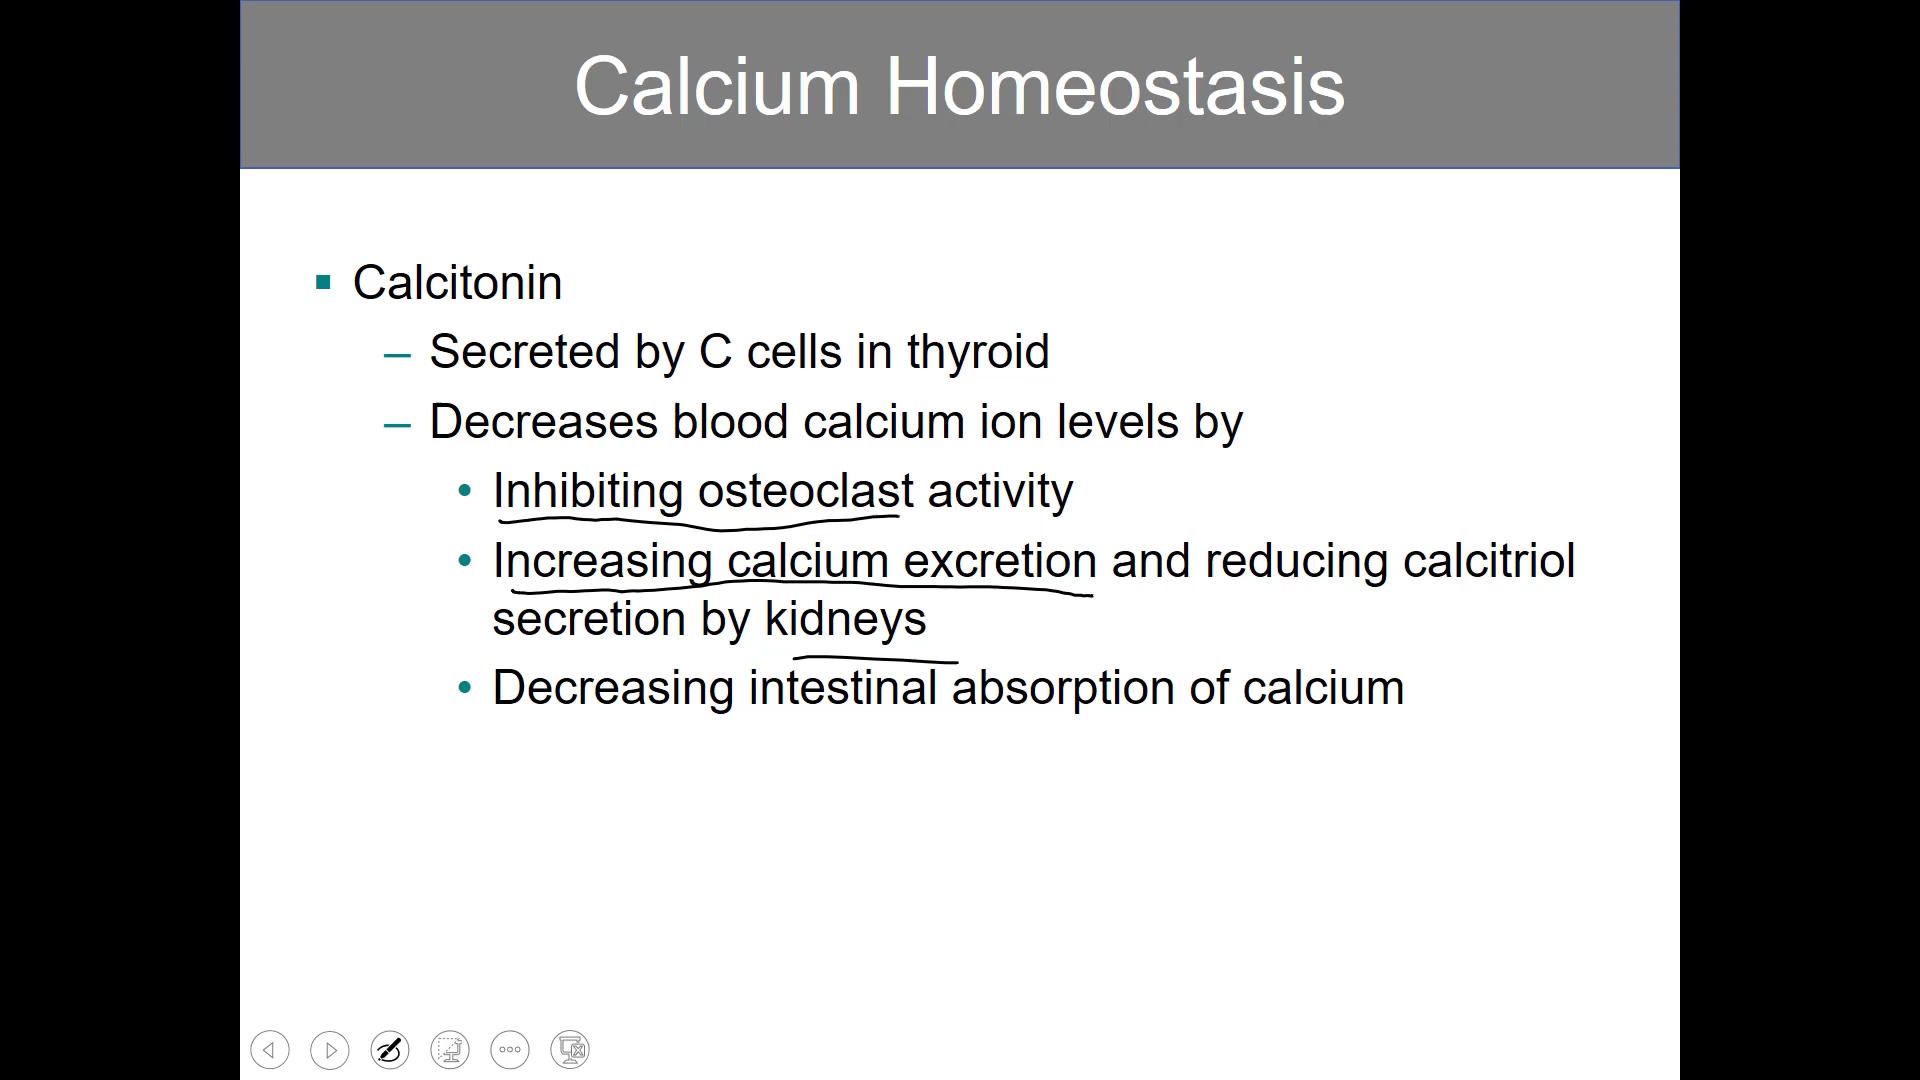 Calcium Homeostasis
▪ Calcitonin
– Secreted by C cells in thyroid
– Decreases blood calcium ion levels by
• Inhibiting osteoclast activity
• Increasing calcium excretion and reducing calcitriol
secretion by kidneys
• Decreasing intestinal absorption of calcium